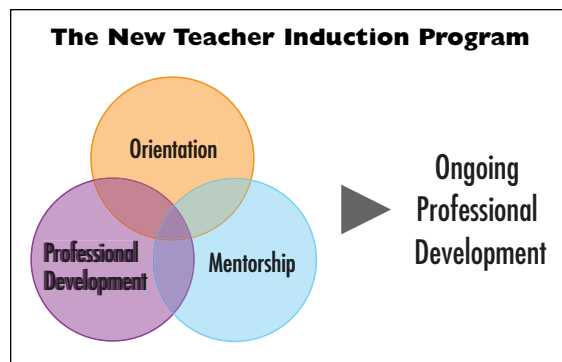 The New Teacher Induction Program
Orientation
Professional
Development
Mentorship
Ongoing
Professional
Development